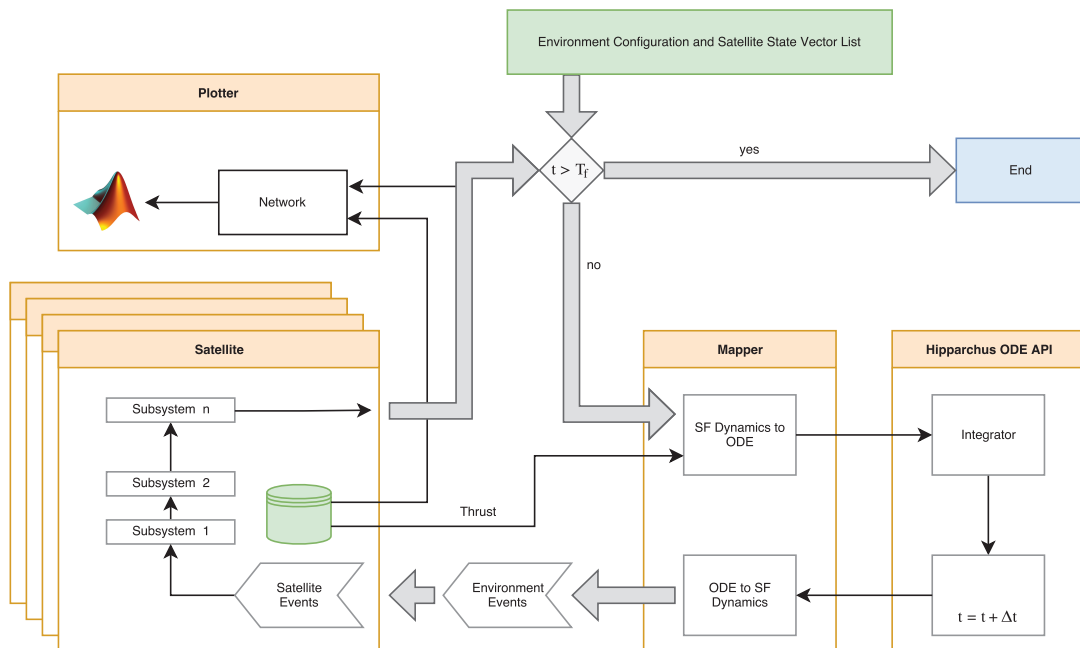 Environment Configuration and Satellite State Vector List
Plotter
Network
t > T_f
yes
End
no
Satellite
Mapper
Hipparchus ODE API
Subsystem n
SF Dynamics to
ODE
Integrator
Subsystem 2
Subsystem 1
Thrust
Satellite
Events
Environment
Events
ODE to SF
Dynamics
t = t + Δt